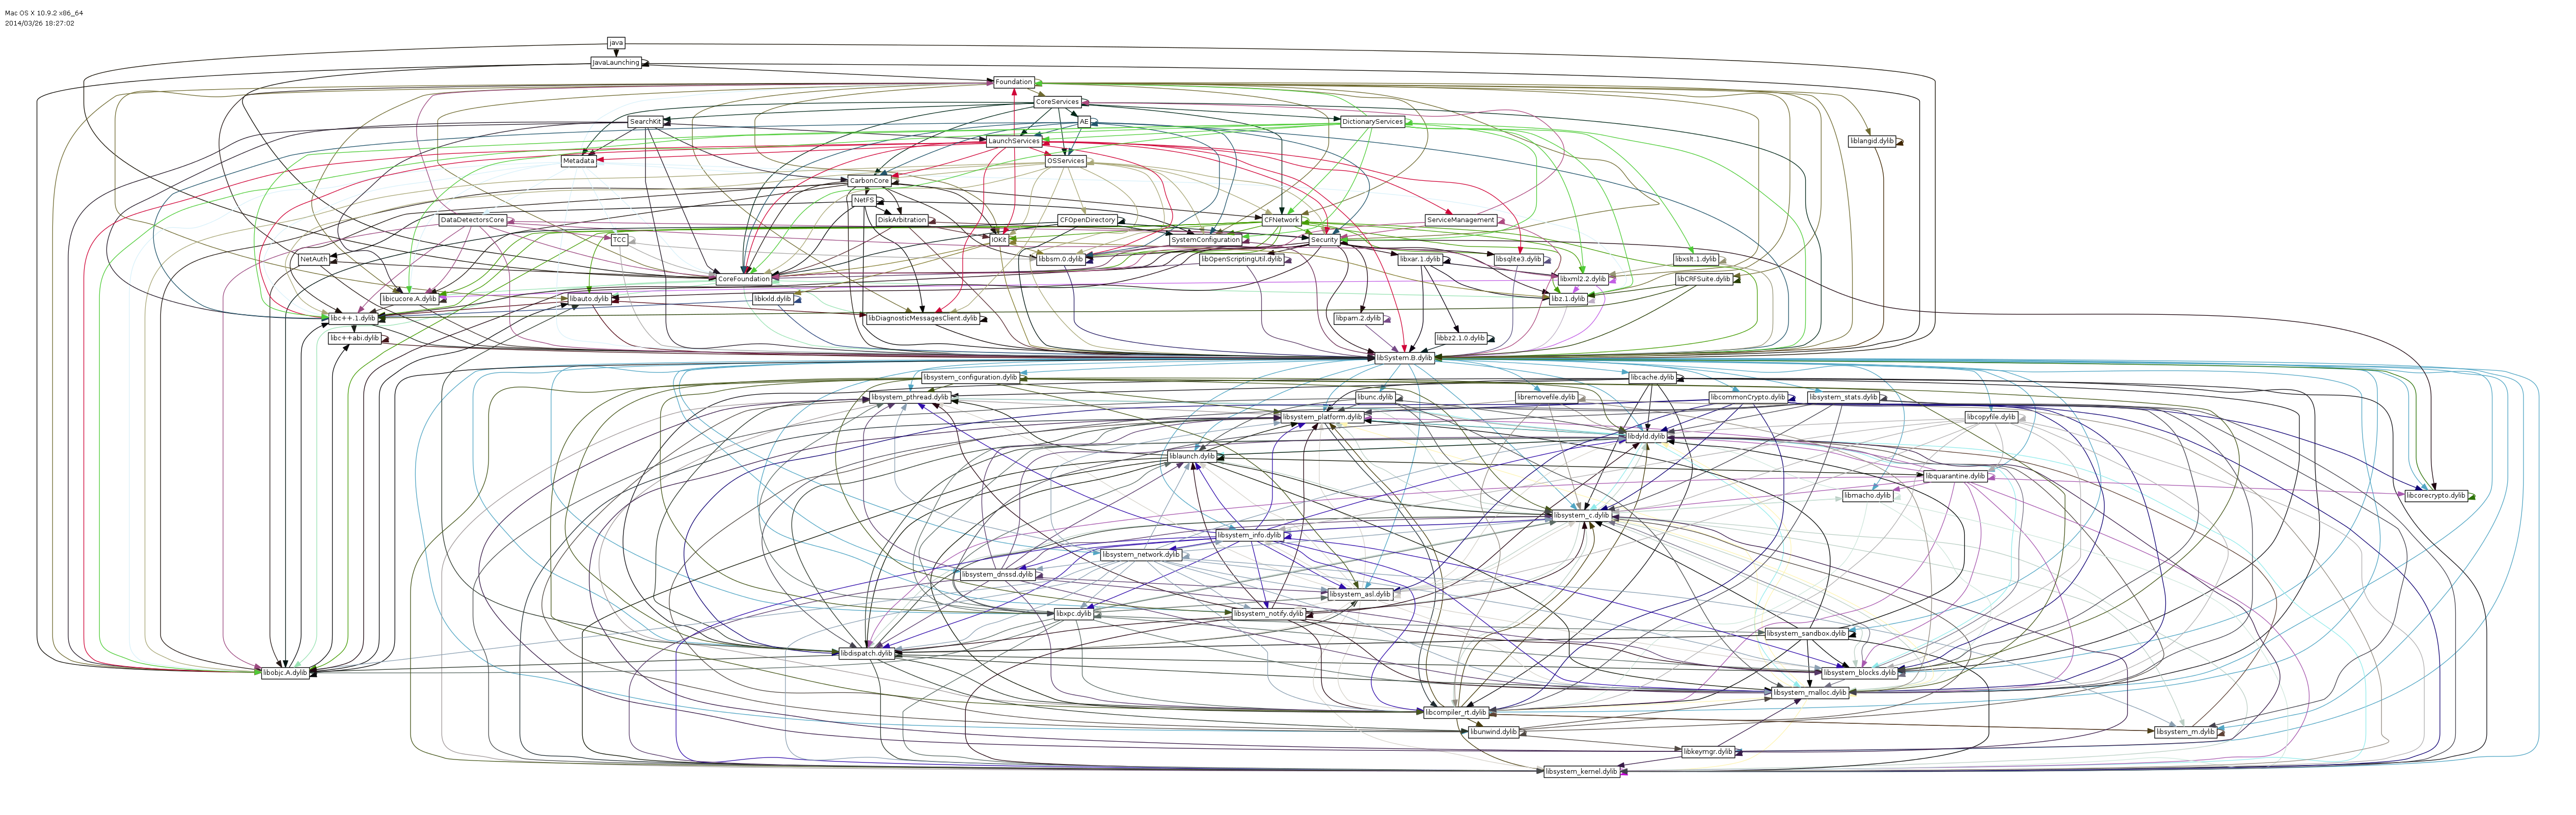 Mac OS X 10.9.2 x86_64
2014/03/26 18:27:02
java
JavaLaunching
Foundation
CoreServices
SearchKit
AE
DictionaryServices
LaunchServices
liblangid.dylib
Metadata
OSServices
CarbonCore
NetFS
DataDetectorsCore
DiskArbitration
CFOpenDirectory
CFNetwork
ServiceManagement
TCC
IOKit
SystemConfiguration
Security
NetAuth
libbsm.0.dylib
libOpenScriptingUtil.dylib
libxar.1.dylib
libsqlite3.dylib
libxslt.1.dylib
CoreFoundation
libxml2.2.dylib
libCRFSuite.dylib
libicucore.A.dylib
libauto.dylib
libkxld.dylib
libz.1.dylib
libc++.1.dylib
libDiagnosticMessagesClient.dylib
libpam.2.dylib
libc++abi.dylib
libbz2.1.0.dylib
libSystem.B.dylib
libsystem_configuration.dylib
libcache.dylib
libsystem_pthread.dylib
libunc.dylib
libremovefile.dylib
libcommonCrypto.dylib
libsystem_stats.dylib
libsystem_platform.dylib
libcopyfile.dylib
libdyld.dylib
liblaunch.dylib
libquarantine.dylib
libmacho.dylib
libcorecrypto.dylib
libsystem_c.dylib
libsystem_info.dylib
libsystem_network.dylib
libsystem_dnssd.dylib
libsystem_asl.dylib
libxpc.dylib
libsystem_notify.dylib
libsystem_sandbox.dylib
libdispatch.dylib
libobjc.A.dylib
libsystem_blocks.dylib
libsystem_malloc.dylib
libcompiler_rt.dylib
libunwind.dylib
libsystem_m.dylib
libkeymgr.dylib
libsystem_kernel.dylib